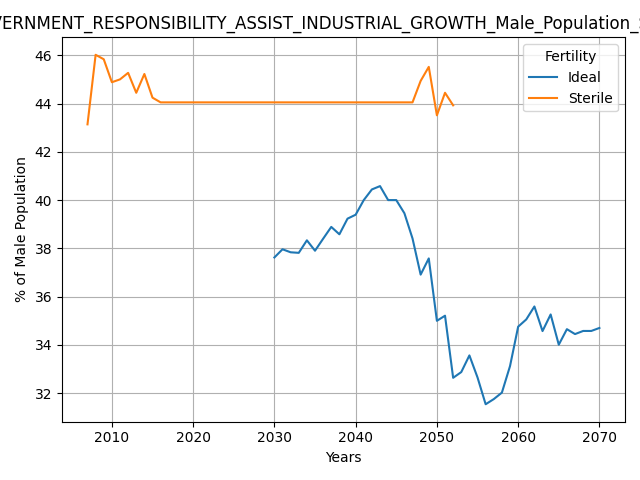 ERNMENT_RESPONSIBILITY_ASSIST_INDUSTRIAL_GROWTH_Male_Population_
46
44
42
40
38
36
34
32
% of Male Population
Fertility
Ideal
Sterile
2010 2020 2030 2040 2050 2060 2070
Years